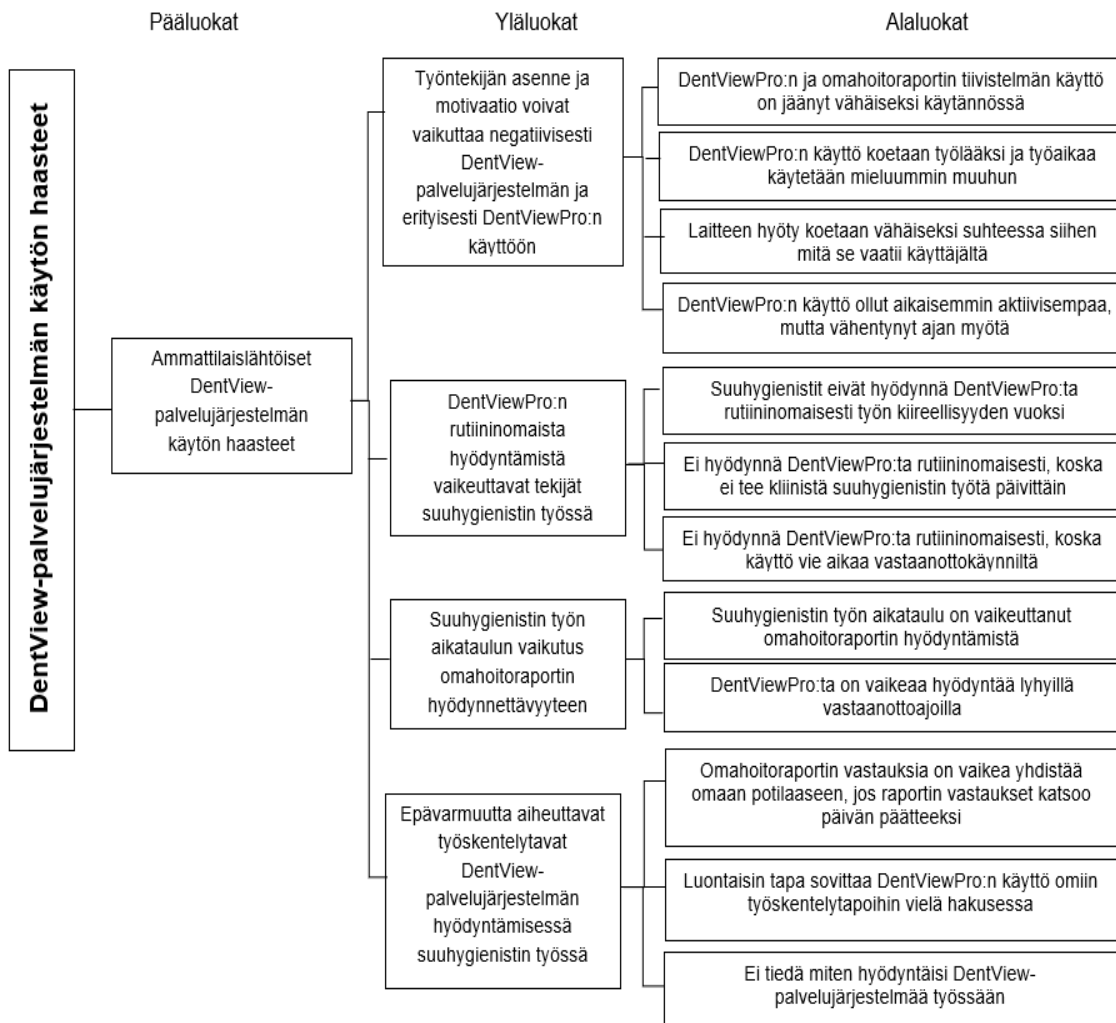 Pääluokat
Yläluokat
Alaluokat
DentView-palvelujärjestelmän käytön haasteet
Ammattilaislähtöiset
DentView-
palvelujärjestelmän
käytön haasteet
Työntekijän asenne ja
motivaatio voivat
vaikuttaa negatiivisesti
DentView-
palvelujärjestelmän ja
erityisesti DentViewPro:n
käyttöön
DentViewPro:n ja omahoitoraportin tiivistelmän käyttö
on jäänyt vähäiseksi käytännössä
DentViewPro:n käyttö koetaan työlääksi ja työaikaa
käytetään mieluummin muuhun
Laitteen hyöty koetaan vähäiseksi suhteessa siihen
mitä se vaatii käyttäjältä
DentViewPro:n käyttö ollut aikaisemmin aktiivisempaa,
mutta vähentynyt ajan myötä
DentViewPro:n
rutiininomaista
hyödyntämistä
vaikeuttavat tekijät
suuhygienistin työssä
Suuhygienistit eivät hyödynnä DentViewPro:ta
rutiininomaisesti työn kiireellisyyden vuoksi
Ei hyödynnä DentViewPro:ta rutiininomaisesti, koska
ei tee kliinistä suuhygienistin työtä päivittäin
Ei hyödynnä DentViewPro:ta rutiininomaisesti, koska
käyttö vie aikaa vastaanottokäynniltä
Suuhygienistin työn
aikataulun vaikutus
omahoitoraportin
hyödynnettävyyteen
Suuhygienistin työn aikataulu on vaikeuttanut
omahoitoraportin hyödyntämistä
DentViewPro:ta on vaikeaa hyödyntää lyhyillä
vastaanottoajoilla
Epävarmuutta aiheuttavat
työskentelytavat
DentView-
palvelujärjestelmän
hyödyntämisessä
suuhygienistin työssä
Omahoitoraportin vastauksia on vaikea yhdistää
omaan potilaaseen, jos raportin vastaukset katsoo
päivän päätteeksi
Luontaisin tapa sovittaa DentViewPro:n käyttö omiin
työskentelytapoihin vielä hakusessa
Ei tiedä miten hyödyntäisi DentView-
palvelujärjestelmää työssään